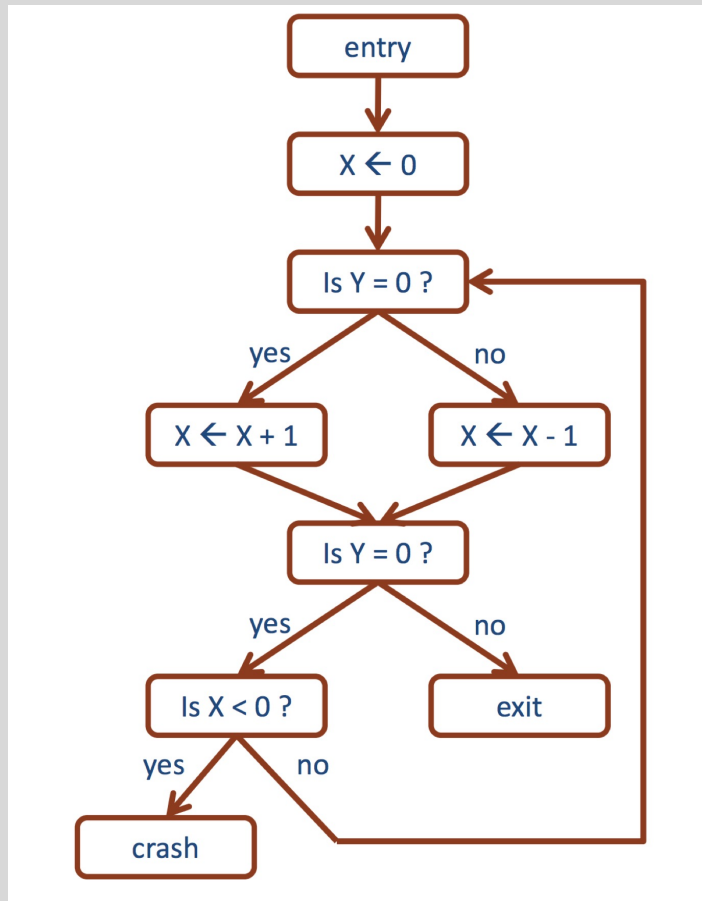 entry
X ← 0
Is Y = 0 ?
yes
no
X ← X + 1
X ← X - 1
Is Y = 0 ?
yes
no
Is X < 0 ?
exit
yes
no
crash